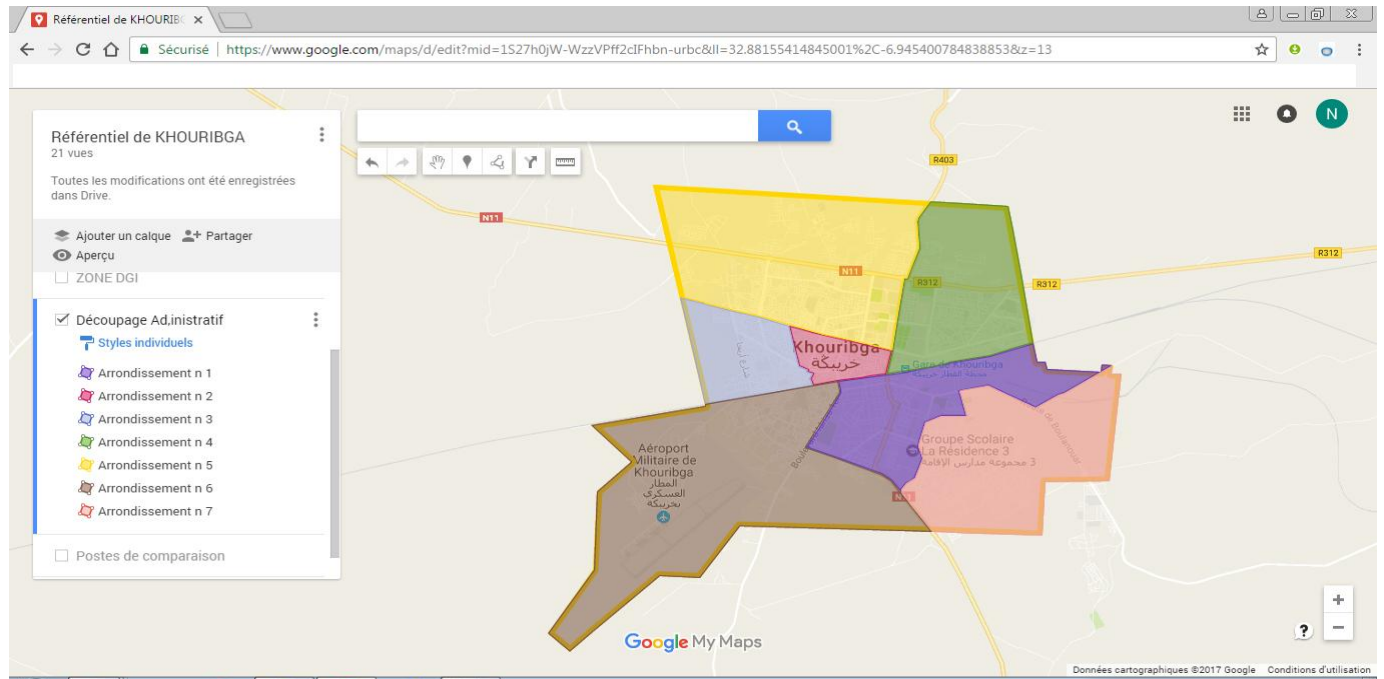 Référentiel de KHOURIBG
Sécurisé | https://www.google.com/maps/d/edit?mid=1S27h0jW-WzzVPff2cIFhbn-urbc&ll=32.88155414845001%2C-6.945400784838853&z=13
Référentiel de KHOURIBGA
21 vues
Toutes les modifications ont été enregistrées
dans Drive.
Ajouter un calque
Partager
Aperçu
ZONE DGI
Découpage Ad,inistratif
Styles individuels
Arrondissement n 1
Arrondissement n 2
Arrondissement n 3
Arrondissement n 4
Arrondissement n 5
Arrondissement n 6
Arrondissement n 7
Postes de comparaison
N
R403
N11
R312
N11
R312
R312
Khouribga
خريبكة
Gare de Khouribga
محطة القطار خريبكة
Groupe Scolaire
La Résidence 3
مجموعة مدارس الإقامة 3
Aéroport
Militaire de
Khouribga
المطار
العسكري
بخريبكة
N11
Google My Maps
?
Données cartographiques ©2017 Google
Conditions d'utilisation